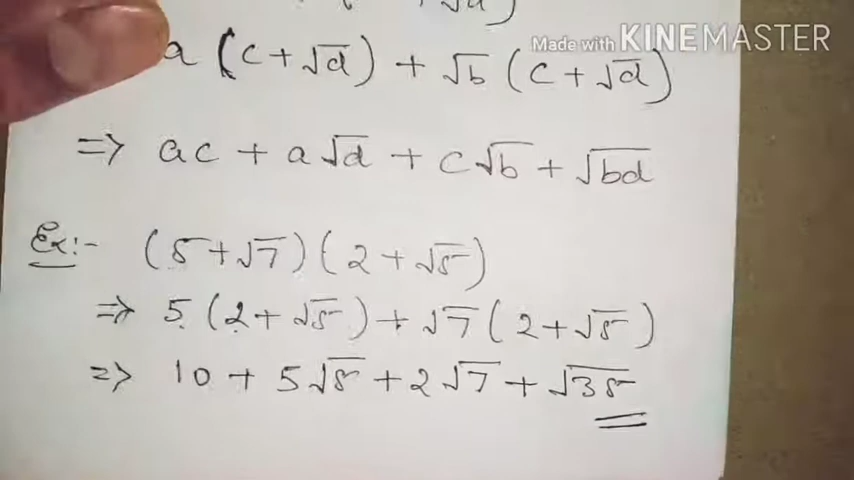 + √d)
Made with KINEMASTER
a (c + √d) + √b (c + √d)
⇒ ac + a√d + c√b + √bd
Ex:- (5 + √7) (2 + √5)
⇒ 5 (2 + √5) + √7 (2 + √5)
⇒ 10 + 5√5 + 2√7 + √35